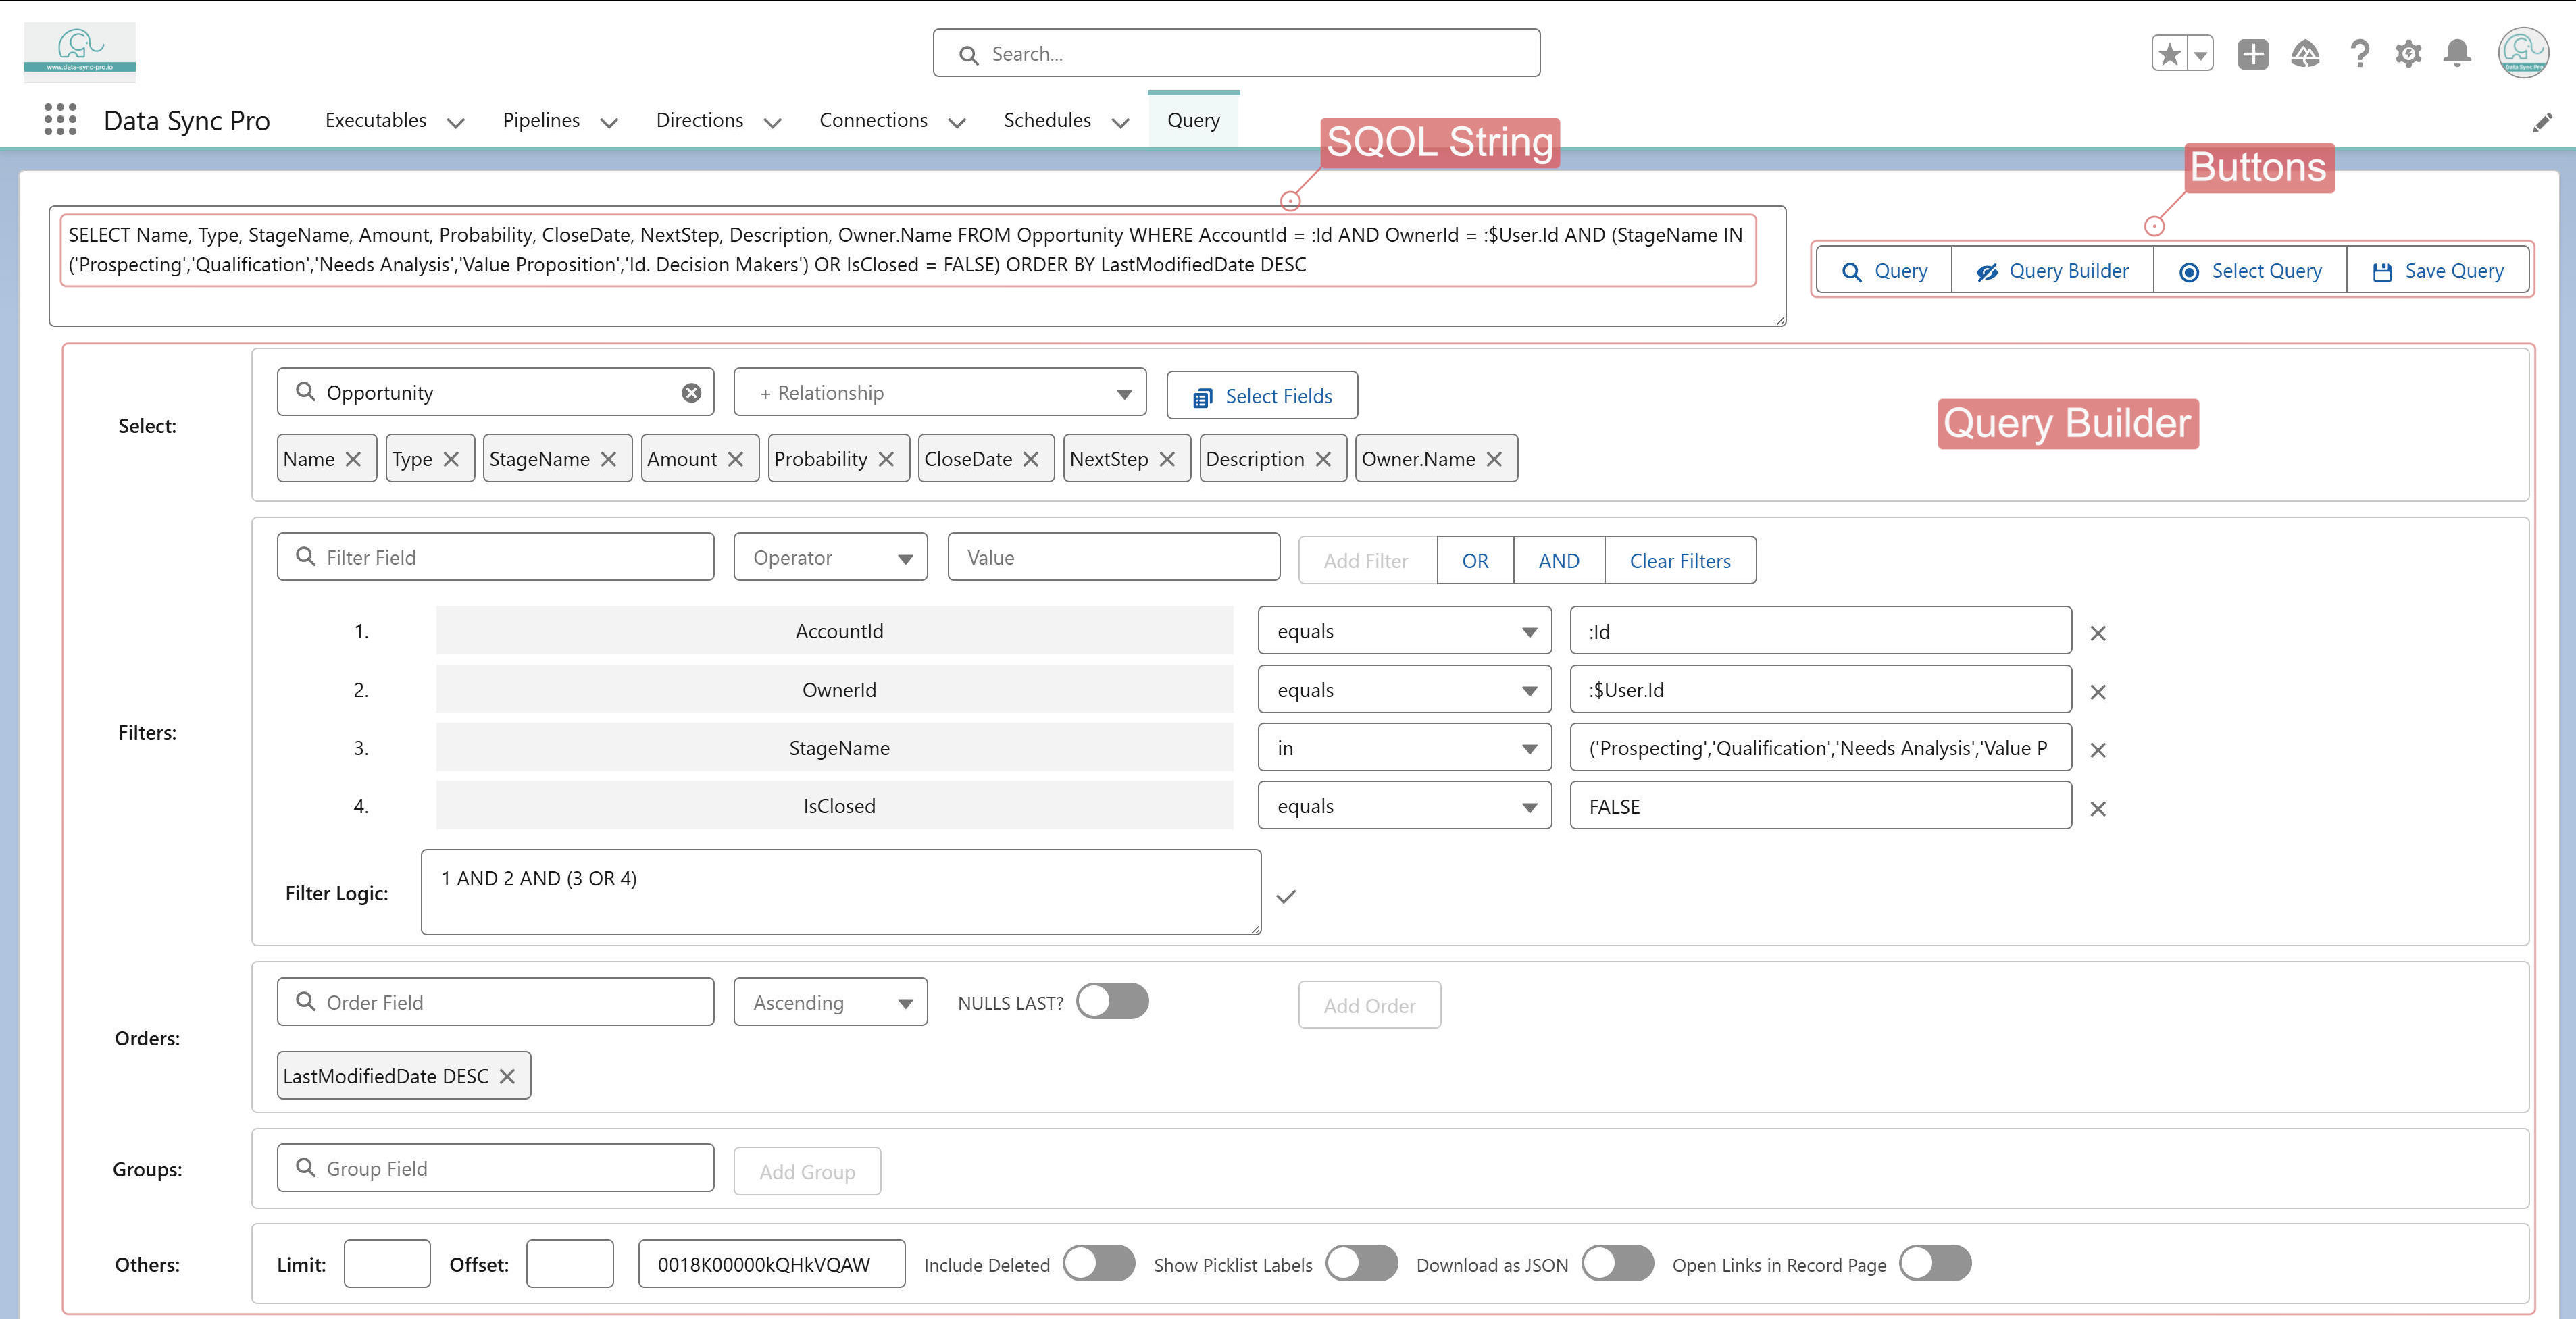 www.data-sync-pro.io
Search...
Data Sync Pro
Data Sync Pro Executables Pipelines Directions Connections Schedules Query
SQOL String
Buttons
SELECT Name, Type, StageName, Amount, Probability, CloseDate, NextStep, Description, Owner.Name FROM Opportunity WHERE AccountId = :Id AND OwnerId = :$User.Id AND (StageName IN
('Prospecting','Qualification','Needs Analysis','Value Proposition','Id. Decision Makers') OR IsClosed = FALSE) ORDER BY LastModifiedDate DESC
Query Query Builder Select Query Save Query
Select:
Opportunity + Relationship Select Fields
Query Builder
Name Type StageName Amount Probability CloseDate NextStep Description Owner.Name
Filter Field Operator Value Add Filter OR AND Clear Filters
1. AccountId equals :Id
2. OwnerId equals :$User.Id
Filters:
3. StageName in ('Prospecting','Qualification','Needs Analysis','Value P
4. IsClosed equals FALSE
Filter Logic: 1 AND 2 AND (3 OR 4)
Orders:
Order Field Ascending NULLS LAST? Add Order
LastModifiedDate DESC
Groups: Group Field Add Group
Others: Limit: Offset: 0018K00000kQHkVQAW Include Deleted Show Picklist Labels Download as JSON Open Links in Record Page